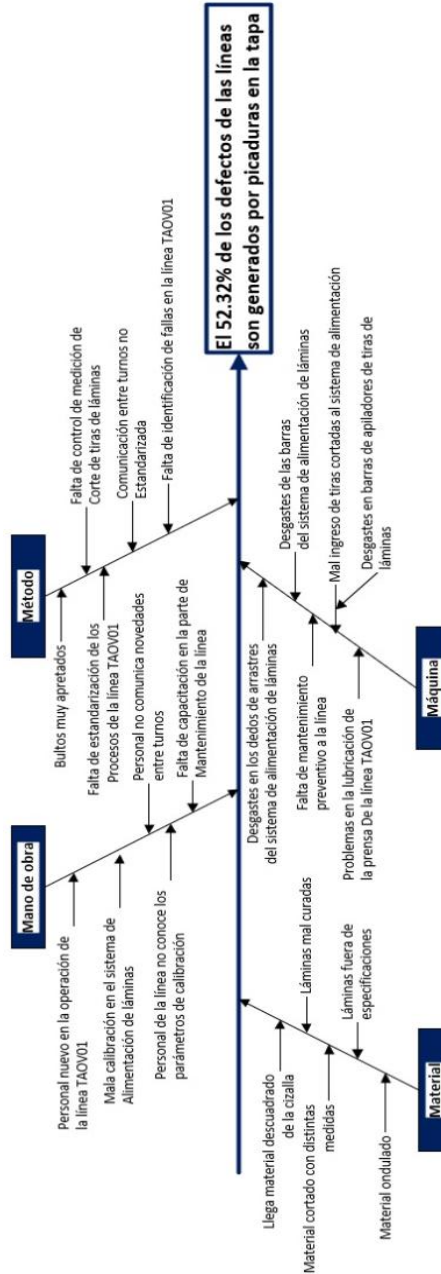 Mano de obra
Personal nuevo en la operación de
la línea TAOV01
Mala calibración en el sistema de
Alimentación de láminas
Personal no comunica novedades
entre turnos
Personal de la línea no conoce los
parámetros de calibración
Falta de capacitación en la parte de
Mantenimiento de la línea
Método
Bultos muy apretados
Falta de control de medición de
Corte de tiras de láminas
Falta de estandarización de los
Procesos de la línea TAOV01
Comunicación entre turnos no
Estandarizada
Falta de identificación de fallas en la línea TAOV01
El 52.32% de los defectos de las líneas
son generados por picaduras en la tapa
Llega material descuadrado
de la cizalla
Láminas mal curadas
Material cortado con distintas
medidas
Láminas fuera de
especificaciones
Material ondulado
Material
Desgastes en los dedos de arrastres
del sistema de alimentación de láminas
Desgastes de las barras
del sistema de alimentación de láminas
Falta de mantenimiento
preventivo a la línea
Mal ingreso de tiras cortadas al sistema de alimentación
Desgastes en barras de apiladores de tiras de
láminas
Problemas en la lubricación de
la prensa De la línea TAOV01
Máquina